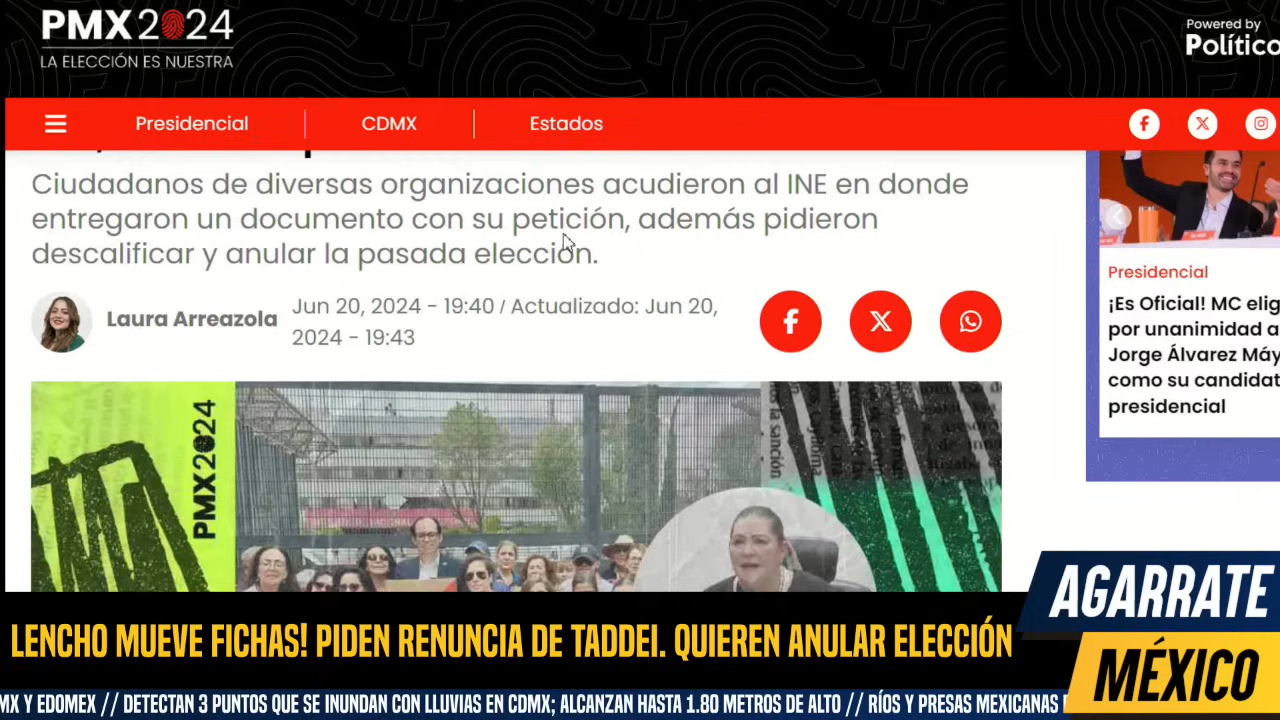 PMX2024
LA ELECCIÓN ES NUESTRA
Powered by
Político
Presidencial
CDMX
Estados
Ciudadanos de diversas organizaciones acudieron al INE en donde
entregaron un documento con su petición, además pidieron
descalificar y anular la pasada elección.
Laura Arreazola
Jun 20, 2024 - 19:40 / Actualizado: Jun 20,
2024 - 19:43
Presidencial
¡Es Oficial! MC elig
por unanimidad a
Jorge Álvarez Máy
como su candidat
presidencial
PMX2024
la sanción
LENCHO MUEVE FICHAS! PIDEN RENUNCIA DE TADDEI. QUIEREN ANULAR ELECCIÓN
AGARRATE
MÉXICO
MX Y EDOMEX // DETECTAN 3 PUNTOS QUE SE INUNDAN CON LLUVIAS EN CDMX; ALCANZAN HASTA 1.80 METROS DE ALTO // RÍOS Y PRESAS MEXICANAS